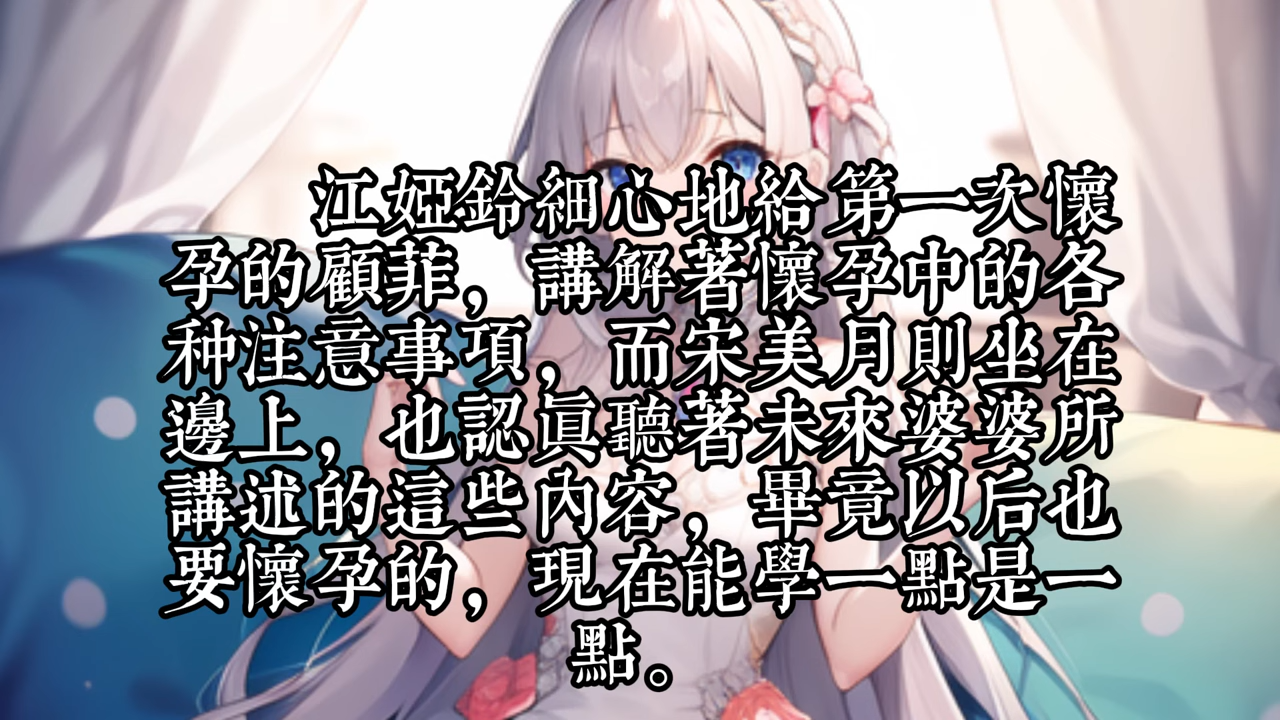 江婭鈴細心地給第一次懷
孕的顧菲，講解著懷孕中的各
种注意事項，而宋美月則坐在
邊上，也認眞聽著未來婆婆所
講述的這些內容，畢竟以后也
要懷孕的，現在能學一點是一
點。